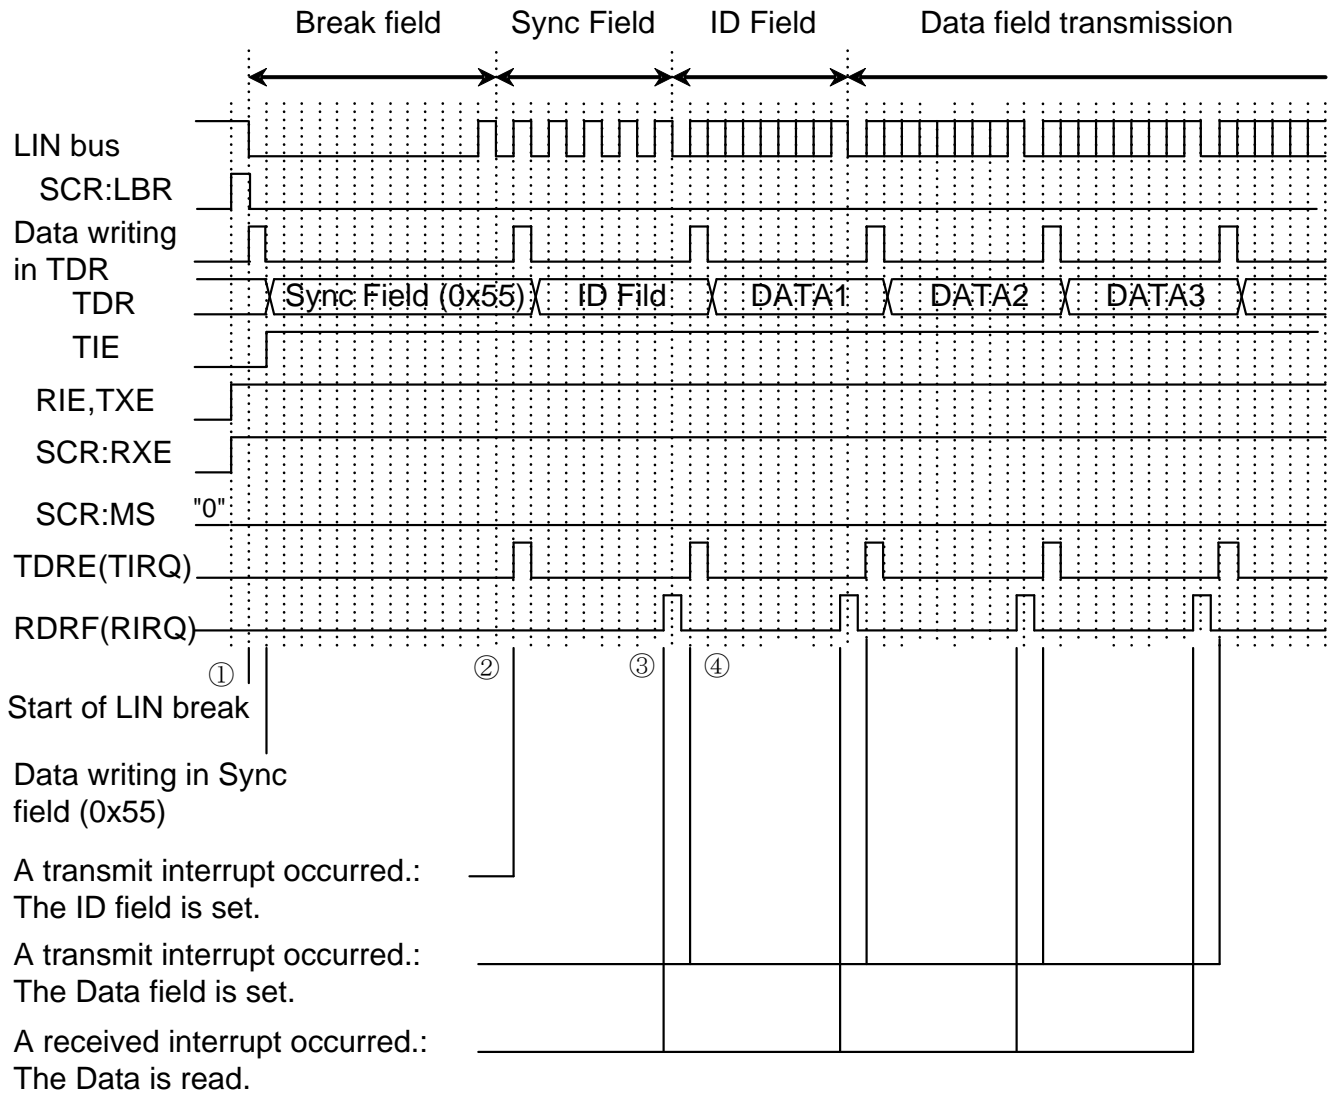 Break field Sync Field ID Field Data field transmission
LIN bus
SCR:LBR
Data writing
in TDR
TDR Sync Field (0x55) ID Fild DATA1 DATA2 DATA3
TIE
RIE,TXE
SCR:RXE
SCR:MS "0"
TDRE(TIRQ)
RDRF(RIRQ)
① ② ③ ④
Start of LIN break
Data writing in Sync
field (0x55)
A transmit interrupt occurred.:
The ID field is set.
A transmit interrupt occurred.:
The Data field is set.
A received interrupt occurred.:
The Data is read.